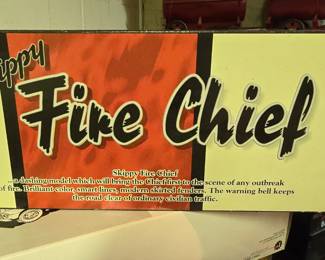 ippy
Fire Chief
Skippy Fire Chief
...a dashing model which will bring the Chief first to the scene of any outbreak
of fire. Brilliant color, smart lines, modern skirted fenders. The warning bell keeps
the road clear of ordinary civilian traffic.